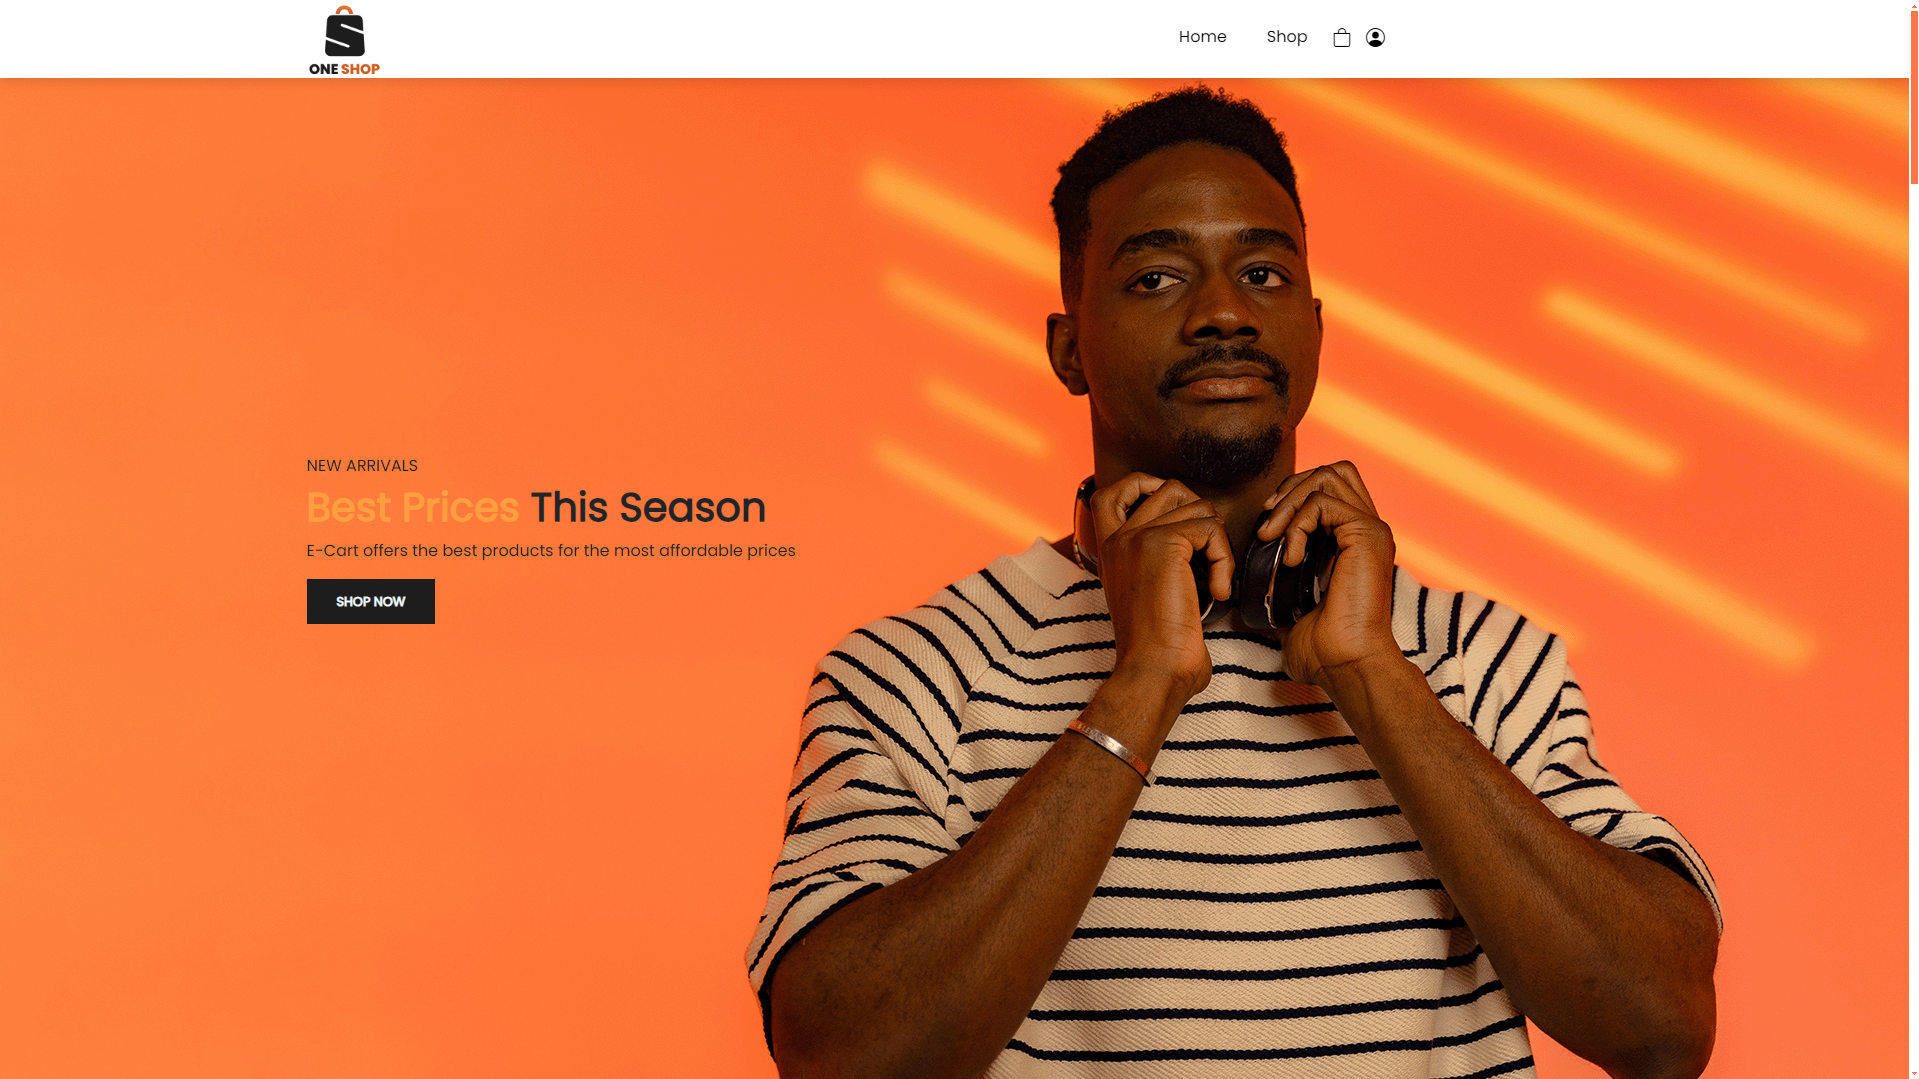 ONE SHOP
Home
Shop
NEW ARRIVALS
Best Prices This Season
E-Cart offers the best products for the most affordable prices
SHOP NOW